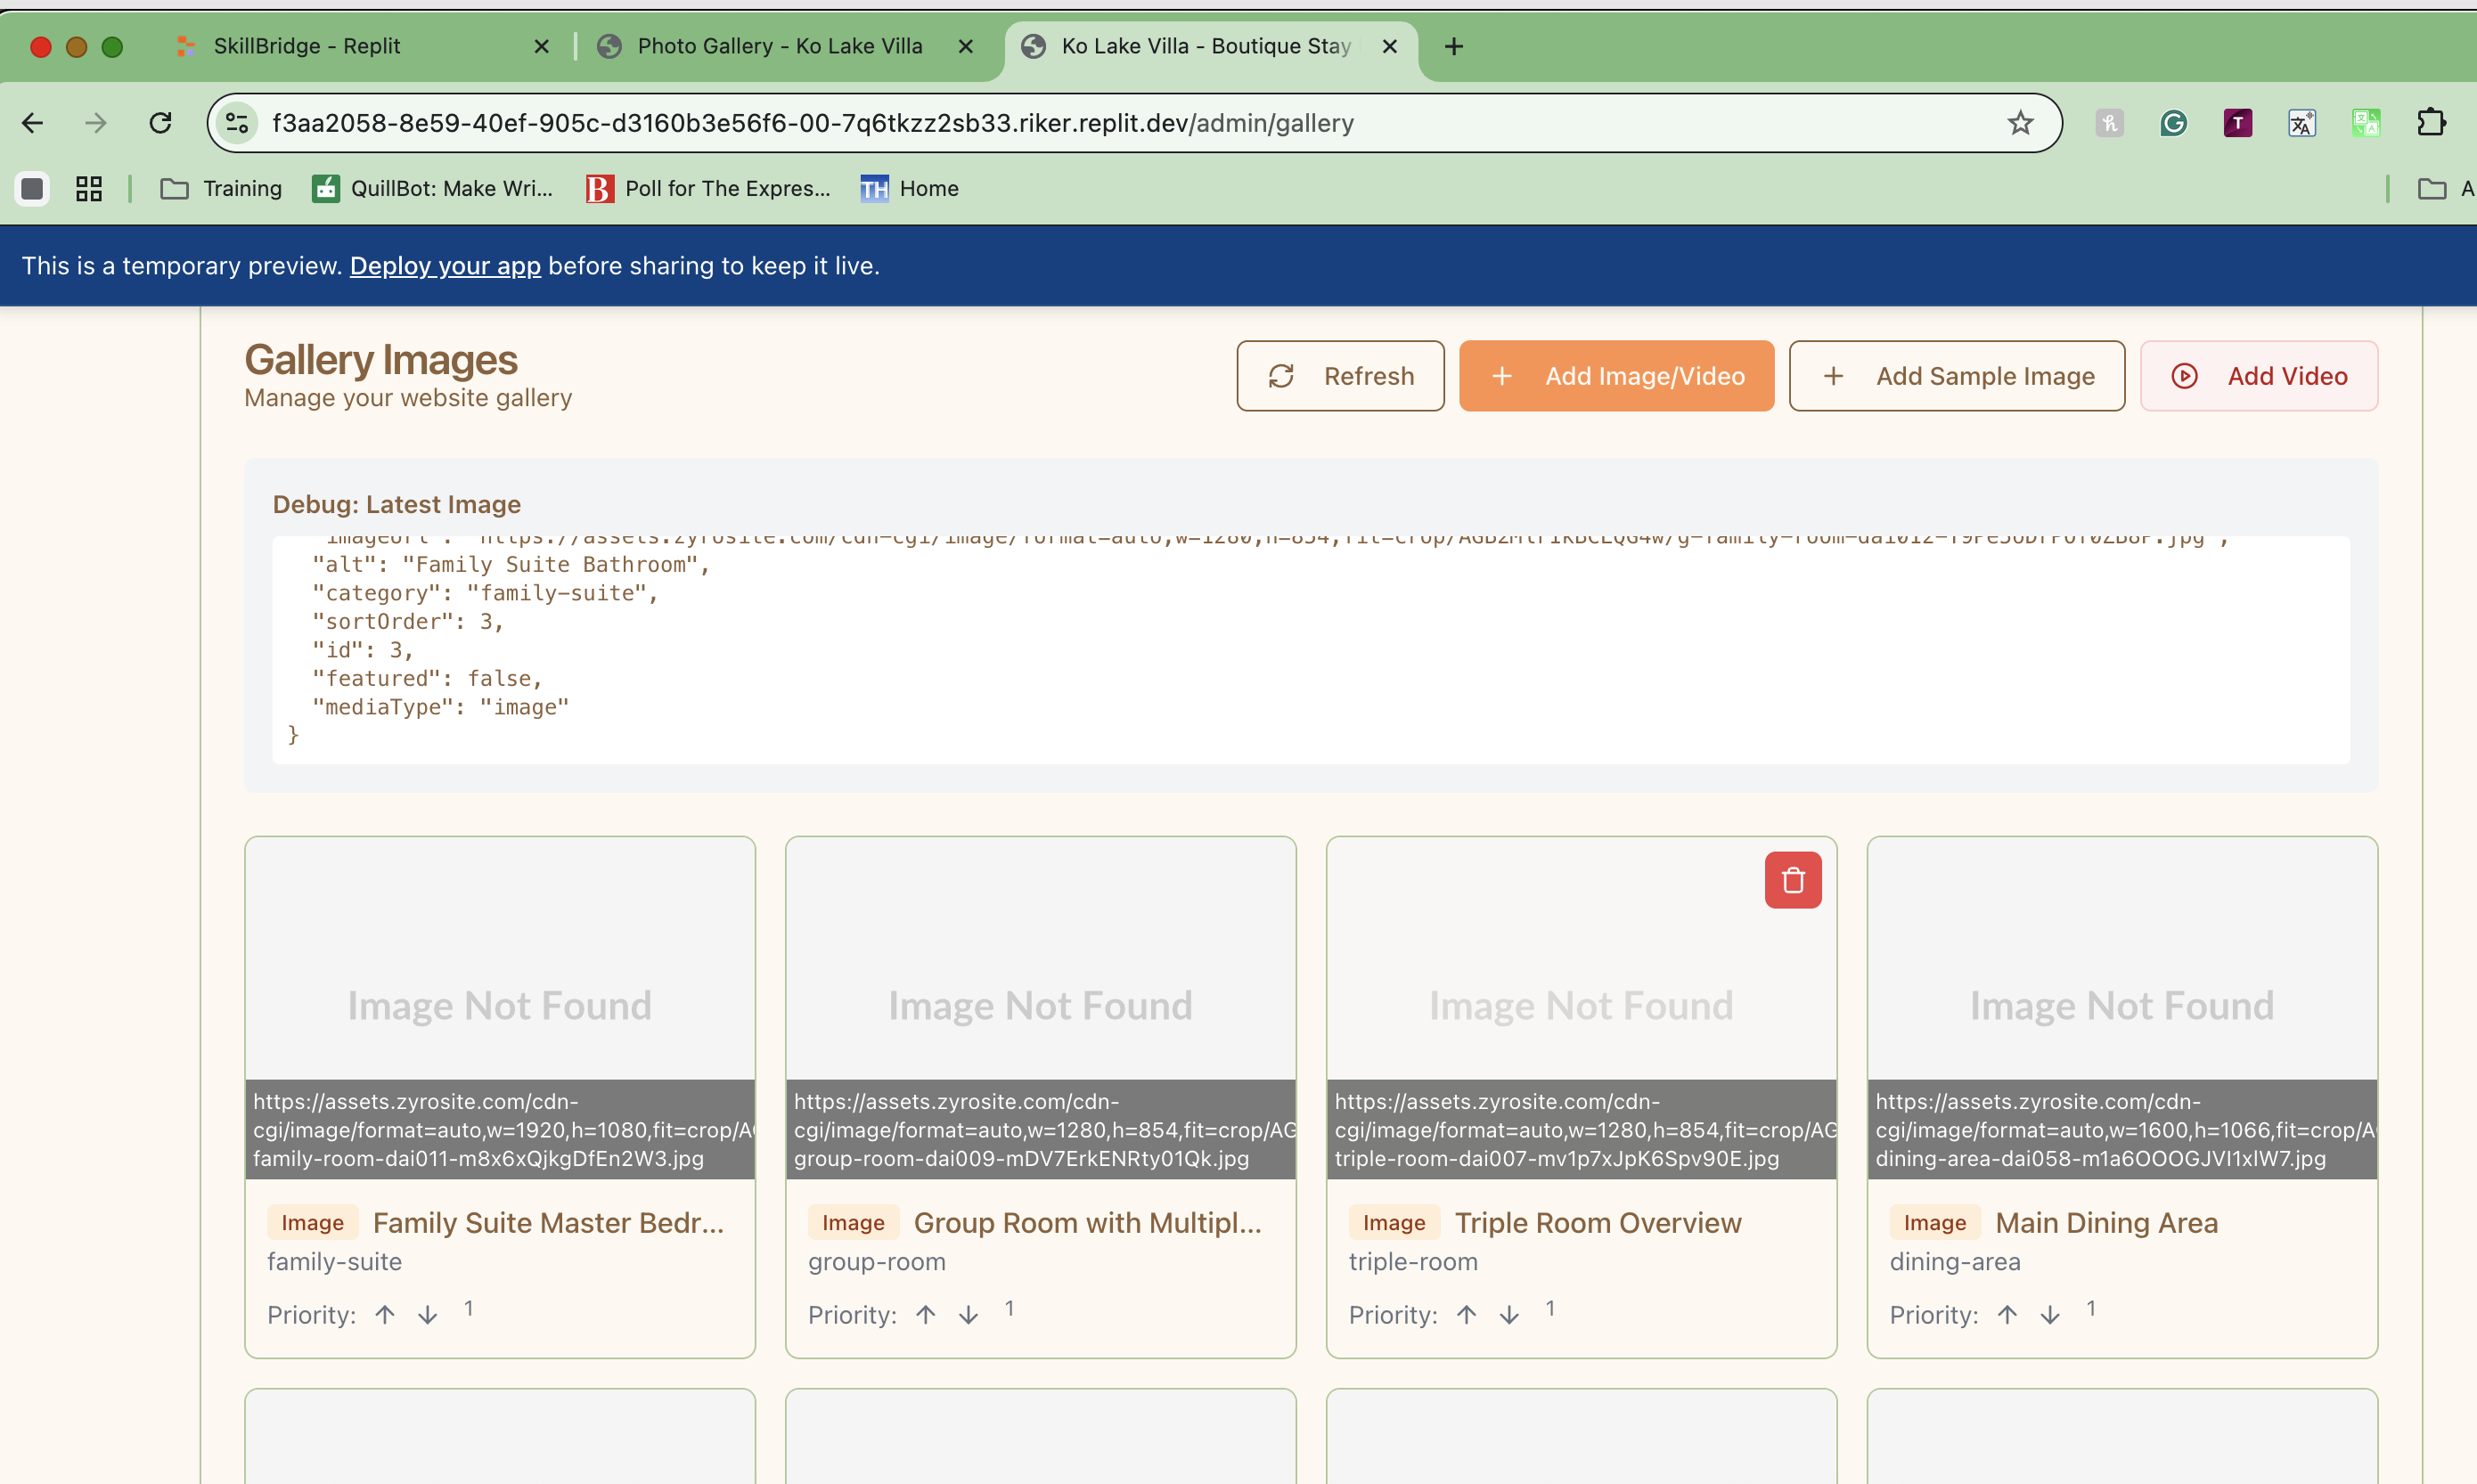 SkillBridge - Replit
Photo Gallery - Ko Lake Villa
Ko Lake Villa - Boutique Stay
f3aa2058-8e59-40ef-905c-d3160b3e56f6-00-7q6tkzz2sb33.riker.replit.dev/admin/gallery
Training
QuillBot: Make Wri...
Poll for The Expres...
Home
A
This is a temporary preview. Deploy your app before sharing to keep it live.
Gallery Images
Manage your website gallery
Refresh
Add Image/Video
Add Sample Image
Add Video
Debug: Latest Image
"alt": "Family Suite Bathroom",
"category": "family-suite",
"sortOrder": 3,
"id": 3,
"featured": false,
"mediaType": "image"
}
Image Not Found
https://assets.zyrosite.com/cdn-
cgi/image/format=auto,w=1920,h=1080,fit=crop/A
family-room-dai011-m8x6xQjkgDfEn2W3.jpg
Image Family Suite Master Bedr...
family-suite
Priority: ↑ ↓ 1
Image Not Found
https://assets.zyrosite.com/cdn-
cgi/image/format=auto,w=1280,h=854,fit=crop/AG
group-room-dai009-mDV7ErkENRty01Qk.jpg
Image Group Room with Multipl...
group-room
Priority: ↑ ↓ 1
Image Not Found
https://assets.zyrosite.com/cdn-
cgi/image/format=auto,w=1280,h=854,fit=crop/AG
triple-room-dai007-mv1p7xJpK6Spv90E.jpg
Image Triple Room Overview
triple-room
Priority: ↑ ↓ 1
Image Not Found
https://assets.zyrosite.com/cdn-
cgi/image/format=auto,w=1600,h=1066,fit=crop/A
dining-area-dai058-m1a6OOOGJVI1xlW7.jpg
Image Main Dining Area
dining-area
Priority: ↑ ↓ 1